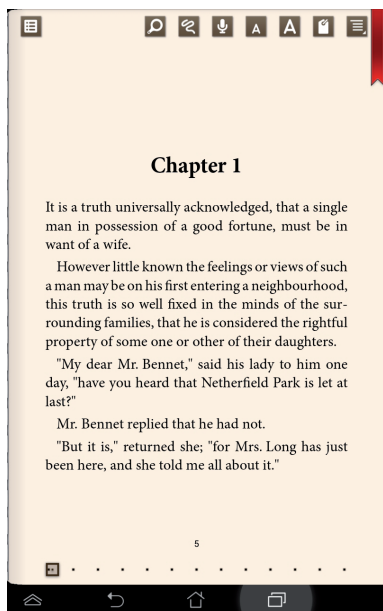 A
A
Chapter 1
It is a truth universally acknowledged, that a single
man in possession of a good fortune, must be in
want of a wife.
However little known the feelings or views of such
a man may be on his first entering a neighbourhood,
this truth is so well fixed in the minds of the sur-
rounding families, that he is considered the rightful
property of some one or other of their daughters.
"My dear Mr. Bennet," said his lady to him one
day, "have you heard that Netherfield Park is let at
last?"
Mr. Bennet replied that he had not.
"But it is," returned she; "for Mrs. Long has just
been here, and she told me all about it."
5